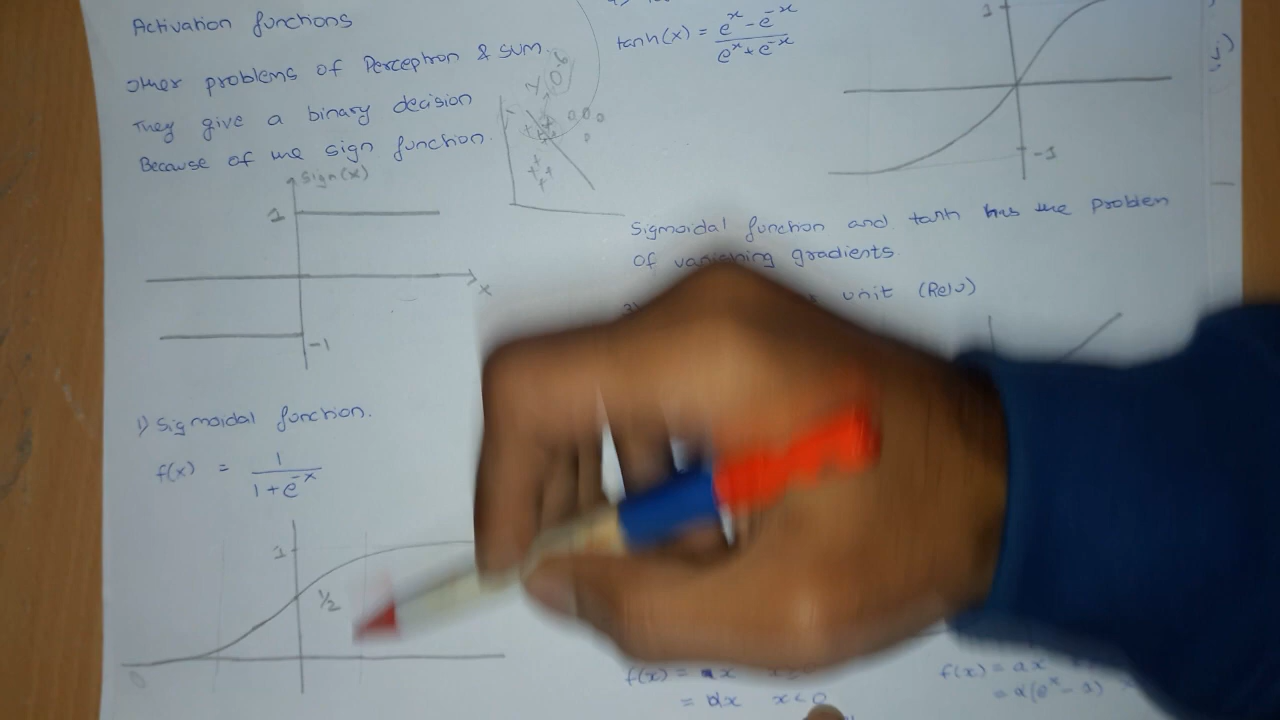 Activation functions
Other problems of Perceptron & SUM.
They give a binary decision
Because of the sign function.
sign(x)
1
x
-1
1) Sigmoidal function.
f(x) = 1 / (1 + e^-x)
1
1/2
0
tanh(x) = (e^x - e^-x) / (e^x + e^-x)
1
-1
Sigmoidal function and tanh has the problem
of vanishing gradients
unit (Relu)
f(x) =
= αx x<0
f(x) = ax
= α(e^x - 1)